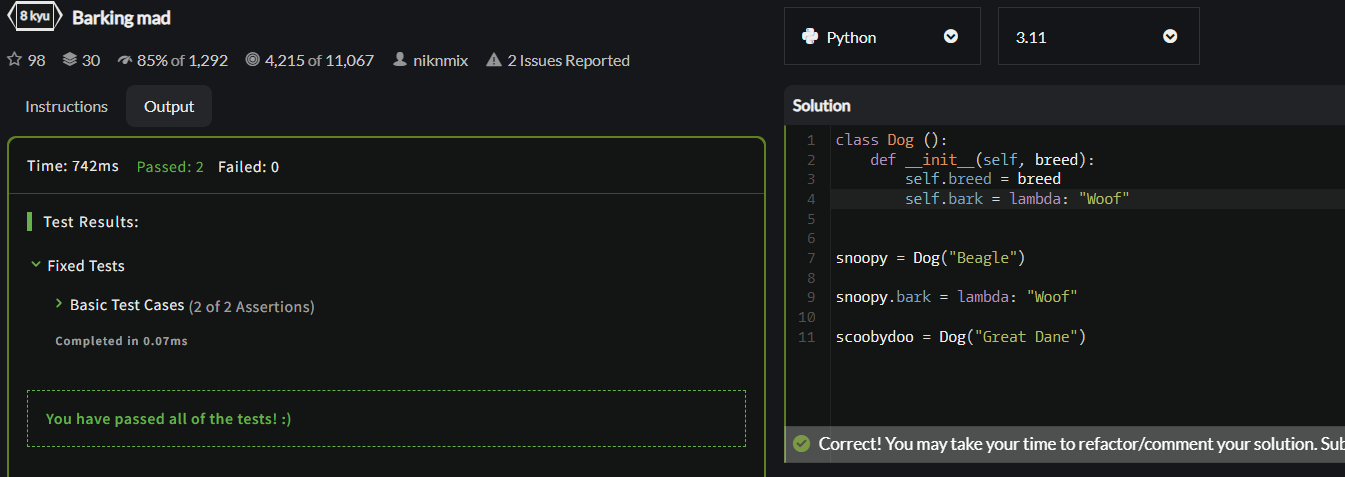 8 kyu Barking mad
98 30 85% of 1,292 4,215 of 11,067 niknmix 2 Issues Reported
Instructions Output
Time: 742ms Passed: 2 Failed: 0
Test Results:
Fixed Tests
Basic Test Cases (2 of 2 Assertions)
Completed in 0.07ms
You have passed all of the tests! :)
Python 3.11
Solution
1 class Dog ():
2 def __init__(self, breed):
3 self.breed = breed
4 self.bark = lambda: "Woof"
5
6
7 snoopy = Dog("Beagle")
8
9 snoopy.bark = lambda: "Woof"
10
11 scoobydoo = Dog("Great Dane")
Correct! You may take your time to refactor/comment your solution. Sub